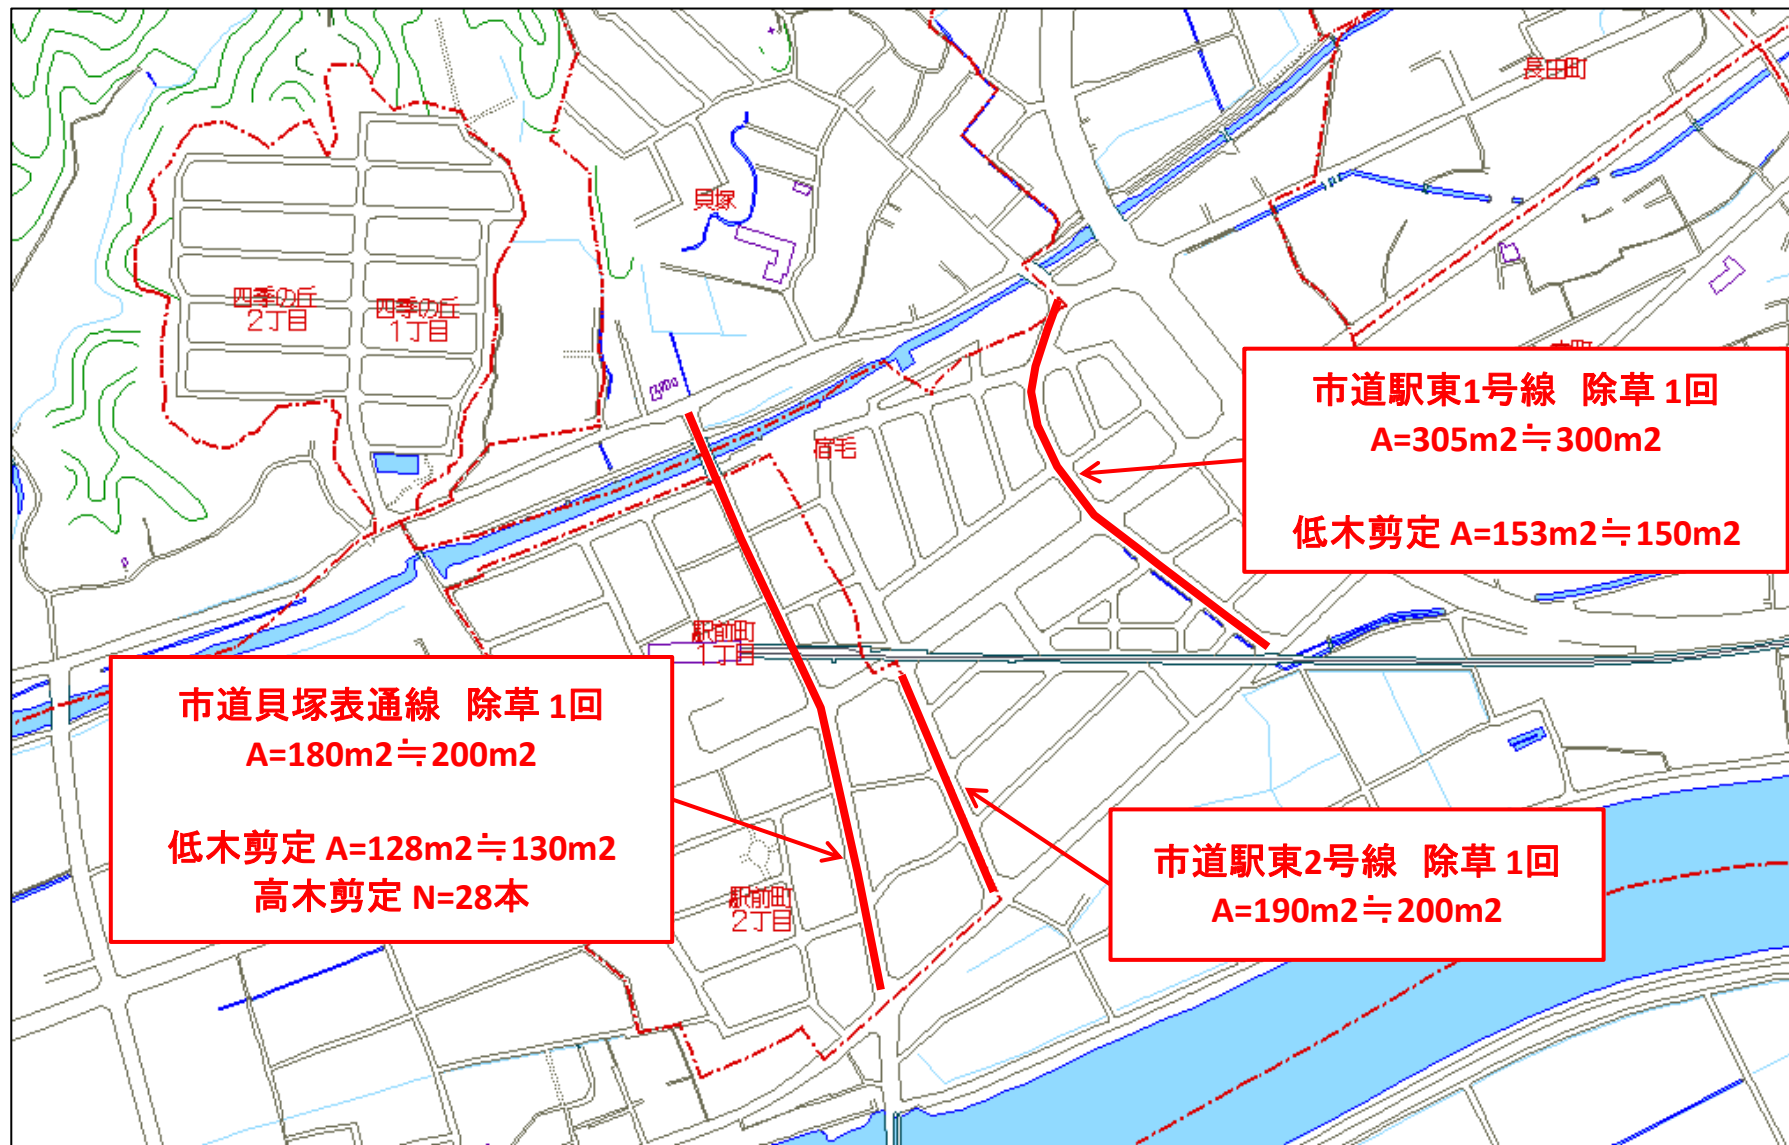 長田町
貝塚
四季の丘
2丁目
四季の丘
1丁目
市道駅東1号線 除草 1回
A=305m2≒300m2
低木剪定 A=153m2≒150m2
宿毛
駅前町
1丁目
市道貝塚表通線 除草 1回
A=180m2≒200m2
低木剪定 A=128m2≒130m2
高木剪定 N=28本
市道駅東2号線 除草 1回
A=190m2≒200m2
駅前町
2丁目